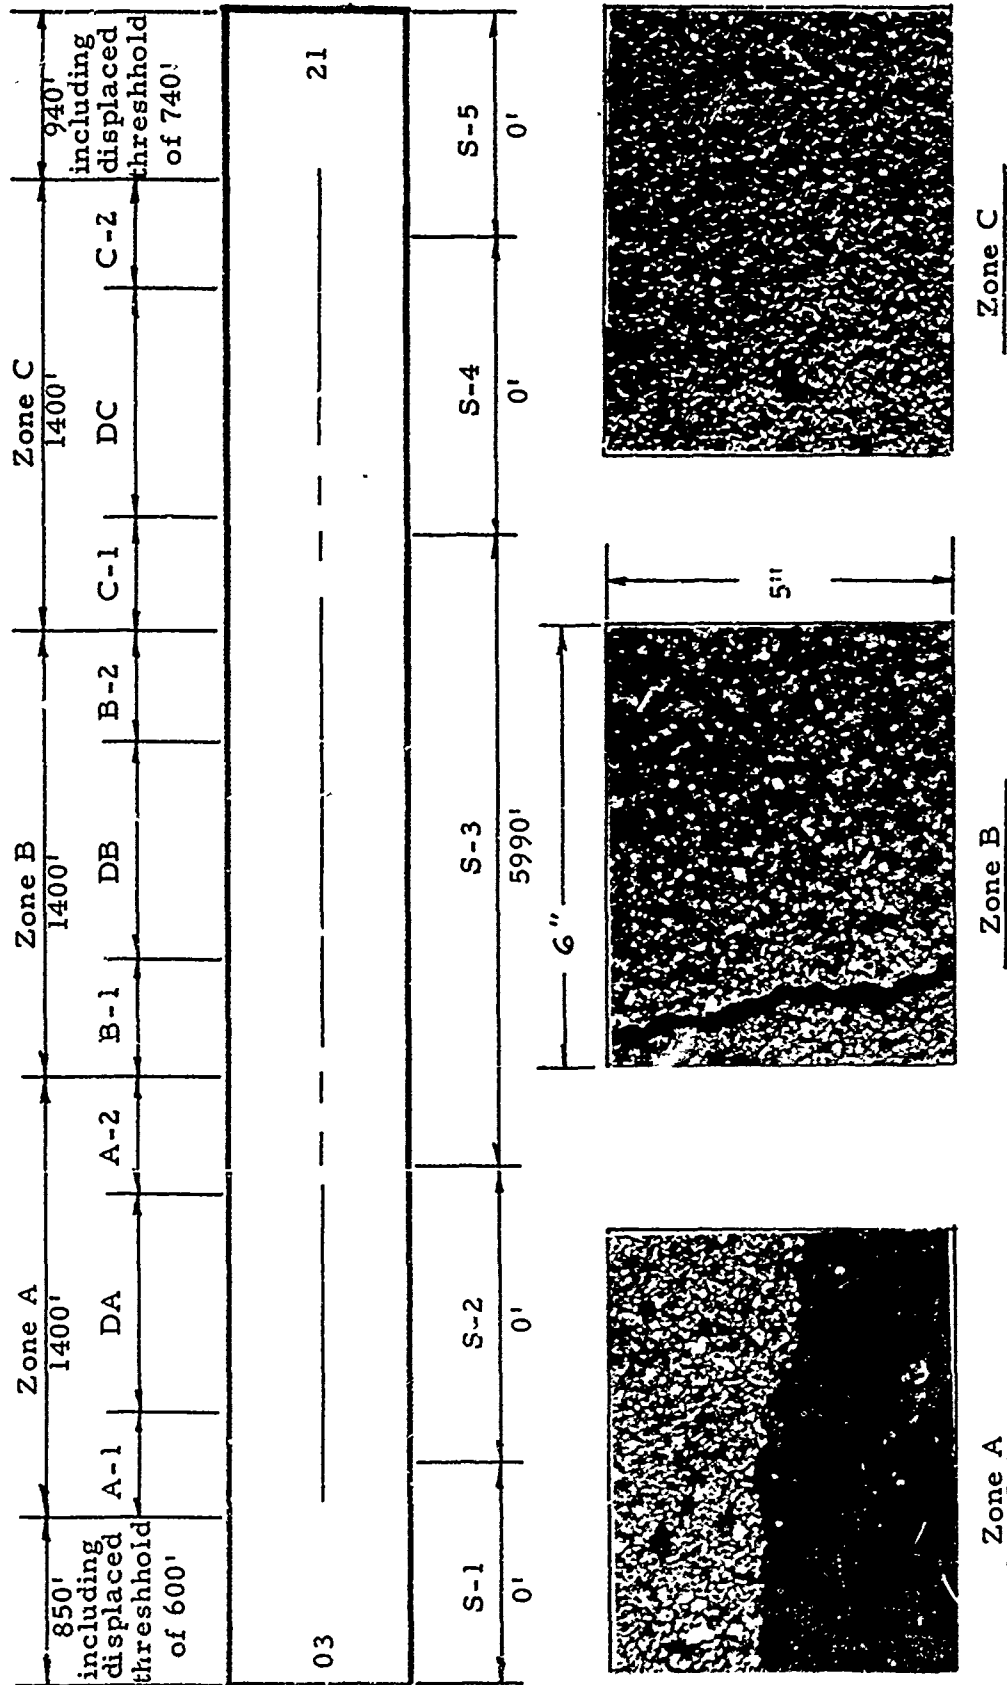 850'
including
displaced
threshhold
of 600'
Zone A
1400'
Zone B
1400'
Zone C
1400'
940'
including
displaced
threshhold
of 740'
A-1
DA
A-2
B-1
DB
B-2
C-1
DC
C-2
03
21
S-1
0'
S-2
0'
S-3
5990'
S-4
0'
S-5
0'
6"
5"
Zone A
Zone B
Zone C